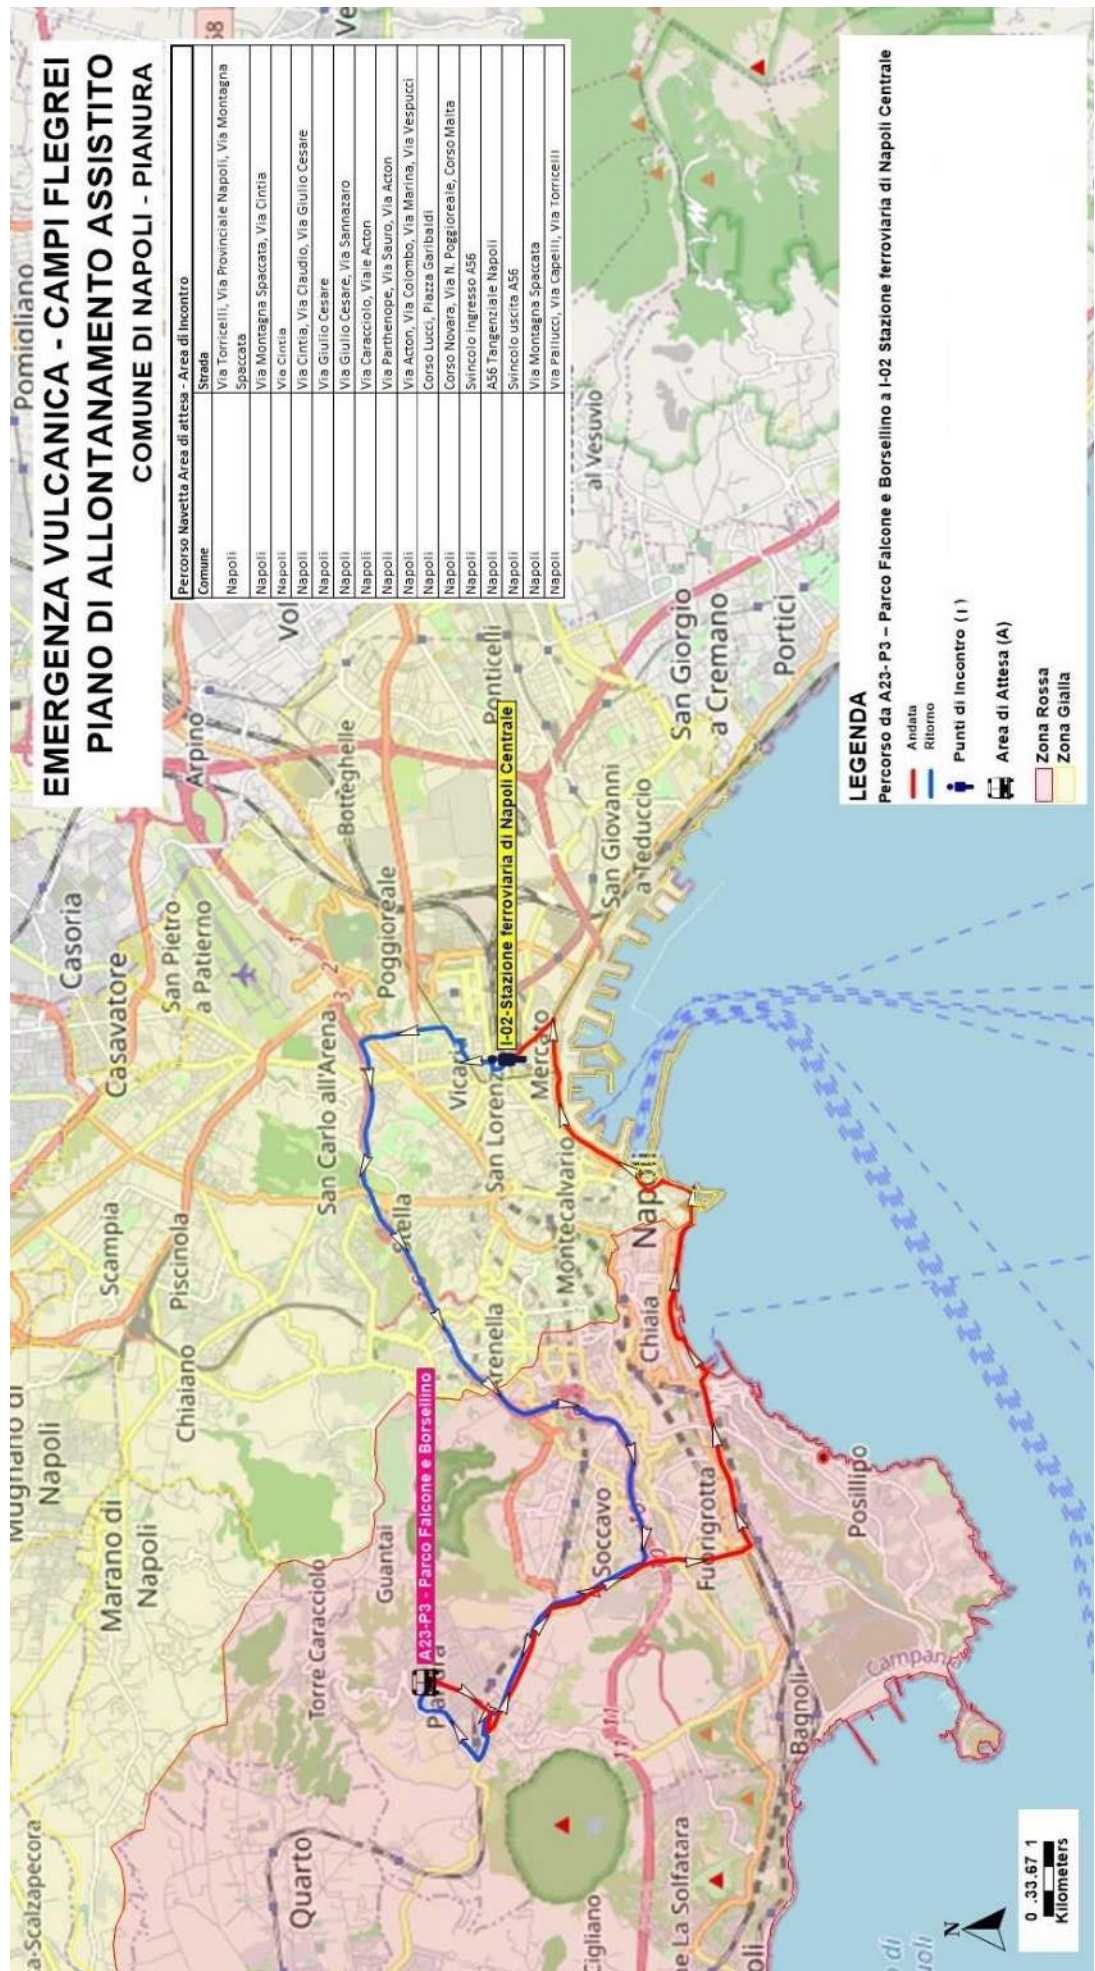 EMERGENZA VULCANICA - CAMPI FLEGREI
PIANO DI ALLONTANAMENTO ASSISTITO
COMUNE DI NAPOLI - PIANURA
Percorso Navetta Area di attesa - Area di Incontro
Comune Strada
Napoli Via Torricelli, Via Provinciale Napoli, Via Montagna
Spaccata
Napoli Via Montagna Spaccata, Via Cintia
Napoli Via Cintia
Napoli Via Cintia, Via Claudio, Via Giulio Cesare
Napoli Via Giulio Cesare
Napoli Via Giulio Cesare, Via Sannazaro
Napoli Via Caracciolo, Viale Acton
Napoli Via Parthenope, Via Sauro, Via Acton
Napoli Via Acton, Via Colombo, Via Marina, Via Vespucci
Napoli Corso Lucci, Piazza Garibaldi
Napoli Corso Novara, Via N. Poggioreale, Corso Malta
Napoli Svincolo ingresso A56
Napoli A56 Tangenziale Napoli
Napoli Svincolo uscita A56
Napoli Via Montagna Spaccata
Napoli Via Pallucci, Via Capelli, Via Torricelli
LEGENDA
Percorso da A23- P3 – Parco Falcone e Borsellino a I-02 Stazione ferroviaria di Napoli Centrale
Andata
Ritorno
Punti di Incontro (I)
Area di Attesa (A)
Zona Rossa
Zona Gialla
A23-P3 - Parco Falcone e Borsellino
I-02-Stazione ferroviaria di Napoli Centrale
Pomigliano
Casoria
Casavatore
San Pietro
a Patierno
Arpino
Scampia
Piscinola
Chiaiano
Mugnano di
Napoli
Marano di
Napoli
a-Scalzapecora
Quarto
Torre Caracciolo
Guantai
San Carlo all'Arena
Poggioreale
Botteghelle
Ponticelli
Vicari
San Lorenz
Mercato
Stella
Arenella
Montecalvario
Napoli
Chiaia
Soccavo
Fuorigrotta
Posillipo
Bagnoli
Campania
Cigliano
ne La Solfatara
San Giovanni
a Teduccio
San Giorgio
a Cremano
Portici
al Vesuvio
N
0 .33.67 1
Kilometers